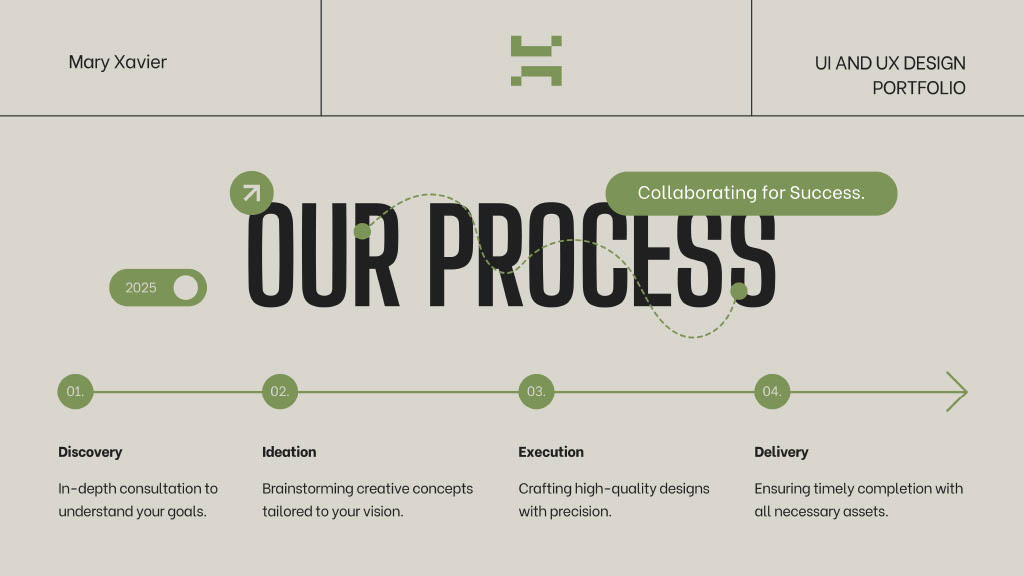 Mary Xavier
UI AND UX DESIGN
PORTFOLIO
Collaborating for Success.
OUR PROCESS
2025
01.
02.
03.
04.
Discovery
In-depth consultation to
understand your goals.
Ideation
Brainstorming creative concepts
tailored to your vision.
Execution
Crafting high-quality designs
with precision.
Delivery
Ensuring timely completion with
all necessary assets.